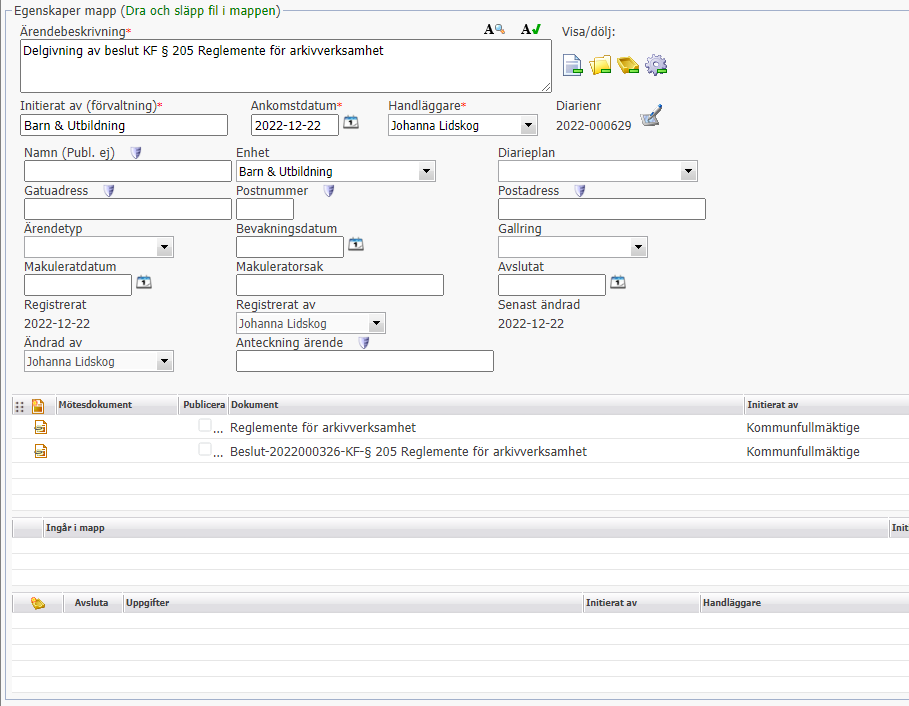 Egenskaper mapp (Dra och släpp fil i mappen)
Ärendebeskrivning* A A Visa/dölj:
Delgivning av beslut KF § 205 Reglemente för arkivverksamhet
Initierat av (förvaltning)* Ankomstdatum* Handläggare* Diarienr
Barn & Utbildning 2022-12-22 Johanna Lidskog 2022-000629
Namn (Publ. ej) Enhet Diarieplan
Barn & Utbildning
Gatuadress Postnummer Postadress
Ärendetyp Bevakningsdatum Gallring
Makuleratdatum Makuleratorsak Avslutat
Registrerat Registrerat av Senast ändrad
2022-12-22 Johanna Lidskog 2022-12-22
Ändrad av Anteckning ärende
Johanna Lidskog
Mötesdokument Publicera Dokument Initierat av
... Reglemente för arkivverksamhet Kommunfullmäktige
... Beslut-2022000326-KF-§ 205 Reglemente för arkivverksamhet Kommunfullmäktige
Ingår i mapp Init
Avsluta Uppgifter Initierat av Handläggare